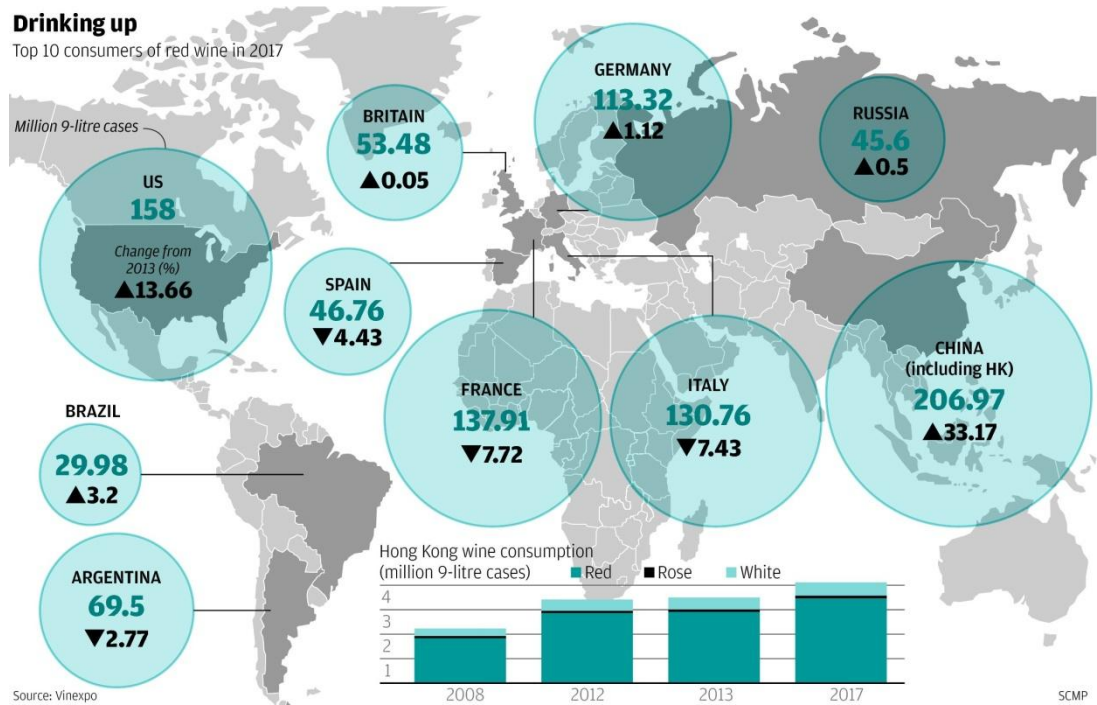 Drinking up
Top 10 consumers of red wine in 2017
Million 9-litre cases
US
158
Change from
2013 (%)
▲13.66
BRITAIN
53.48
▲0.05
GERMANY
113.32
▲1.12
RUSSIA
45.6
▲0.5
SPAIN
46.76
▼4.43
FRANCE
137.91
▼7.72
ITALY
130.76
▼7.43
CHINA
(including HK)
206.97
▲33.17
BRAZIL
29.98
▲3.2
ARGENTINA
69.5
▼2.77
Hong Kong wine consumption
(million 9-litre cases) Red Rose White
4
3
2
1
2008 2012 2013 2017
Source: Vinexpo
SCMP